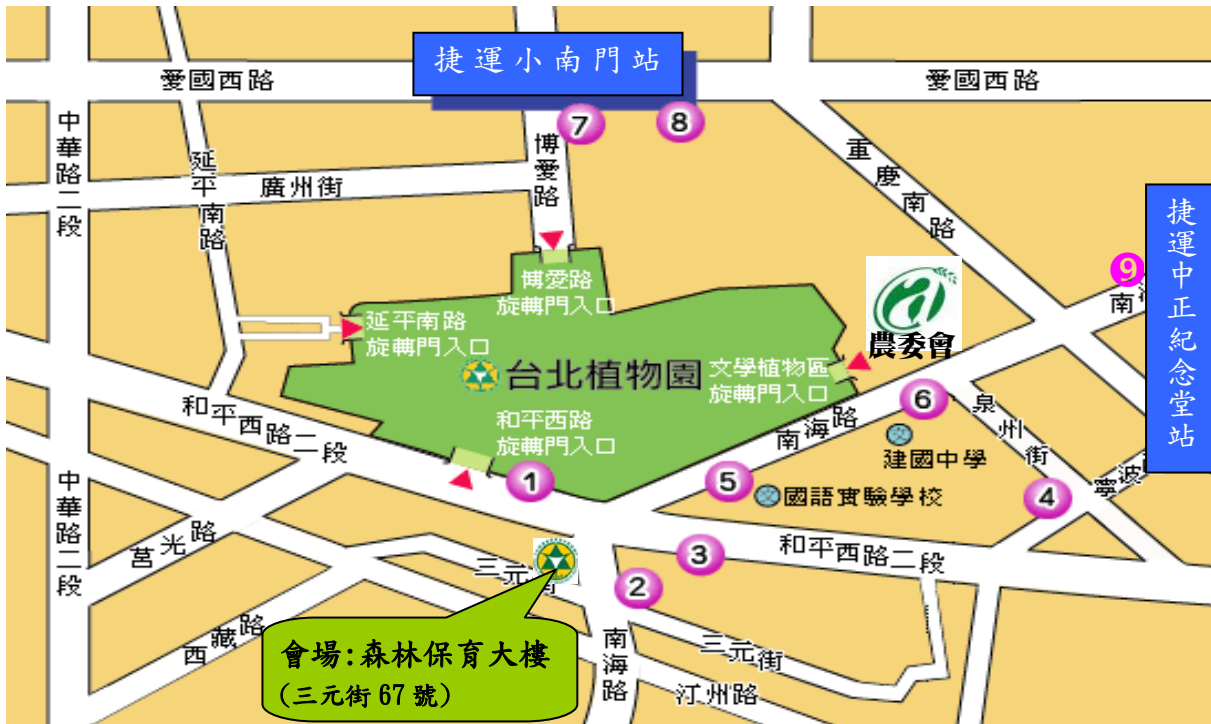 捷運小南門站
愛國西路
愛國西路
7
8
中華路二段
延平南路
博愛路
重慶南路
廣州街
捷運中正紀念堂站
9
南
博愛路
旋轉門入口
延平南路
旋轉門入口
農委會
台北植物園
文學植物區
旋轉門入口
和平西路二段
和平西路
旋轉門入口
南海路
6
泉州街
建國中學
1
5
國語實驗學校
4
寧波
中華路二段
莒光路
3
和平西路二段
三元街
2
西藏路
會場:森林保育大樓
(三元街67號)
南海路
三元街
汀州路